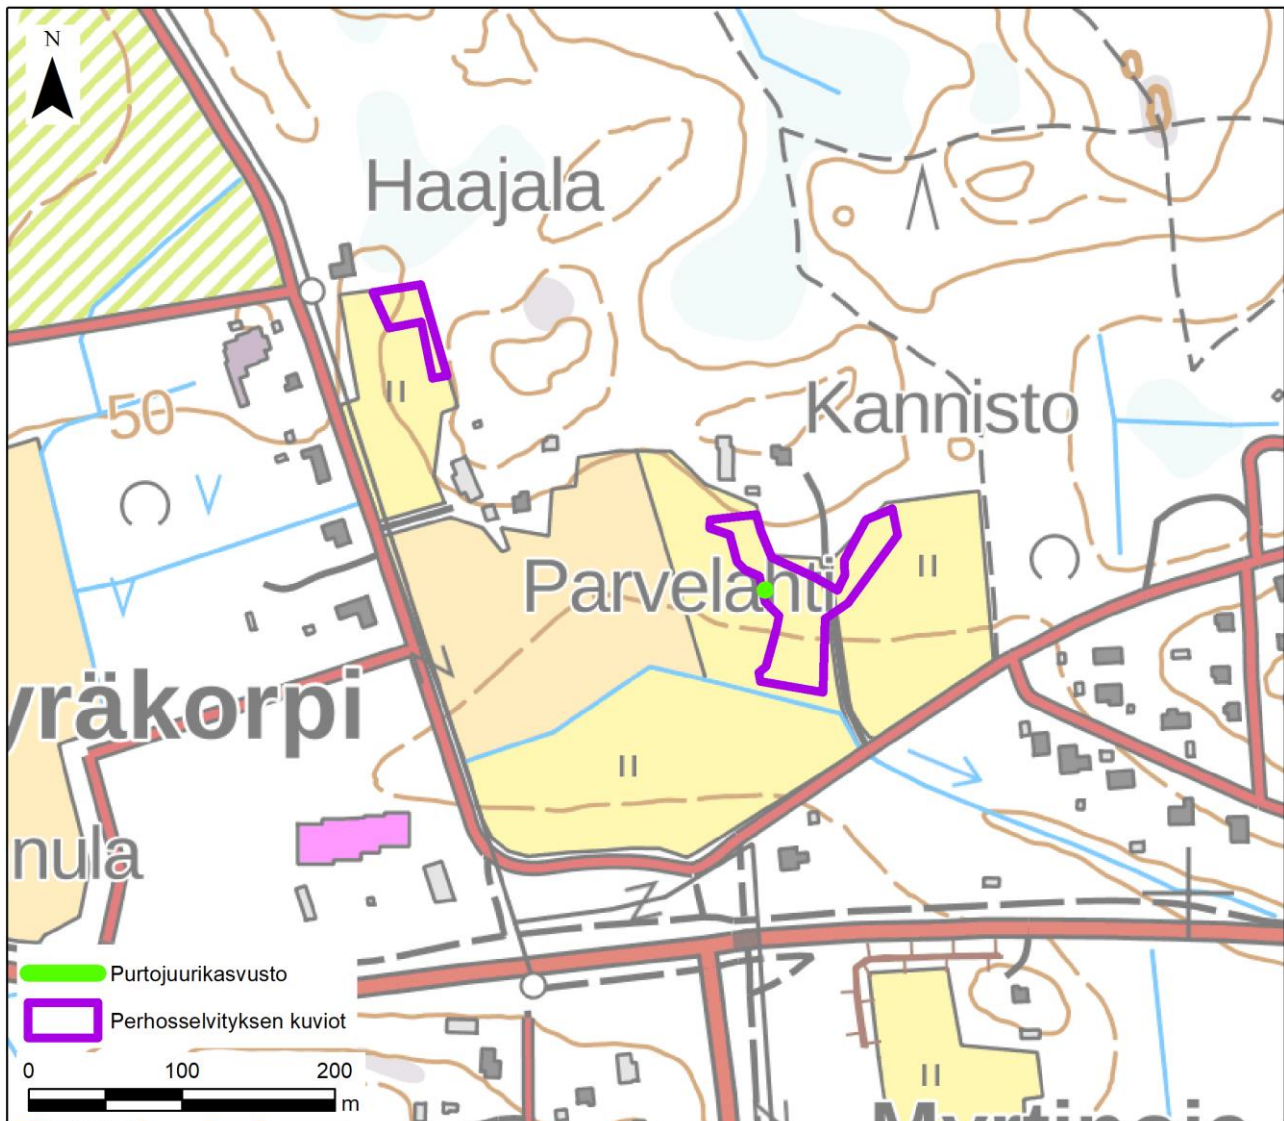 N
Haajala
Kannisto
50
Parvelahti
yräkorpi
nula
Purtojuurikasvusto
Perhosselvityksen kuviot
0 100 200
m